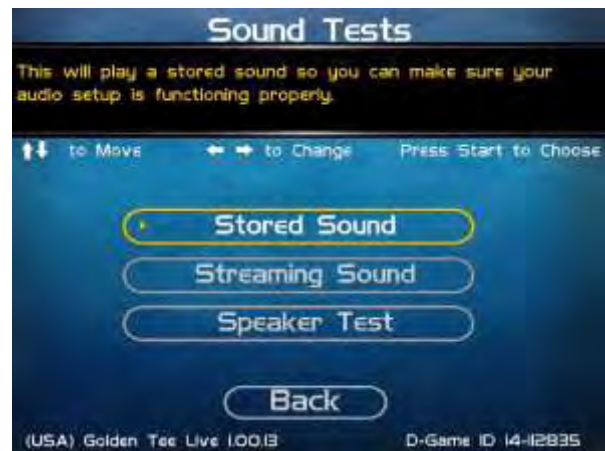 Sound Tests
This will play a stored sound so you can make sure your
audio setup is functioning properly.
to Move to Change Press Start to Choose
Stored Sound
Streaming Sound
Speaker Test
Back
(USA) Golden Tee Live 1.00.13 D-Game ID 14-112835